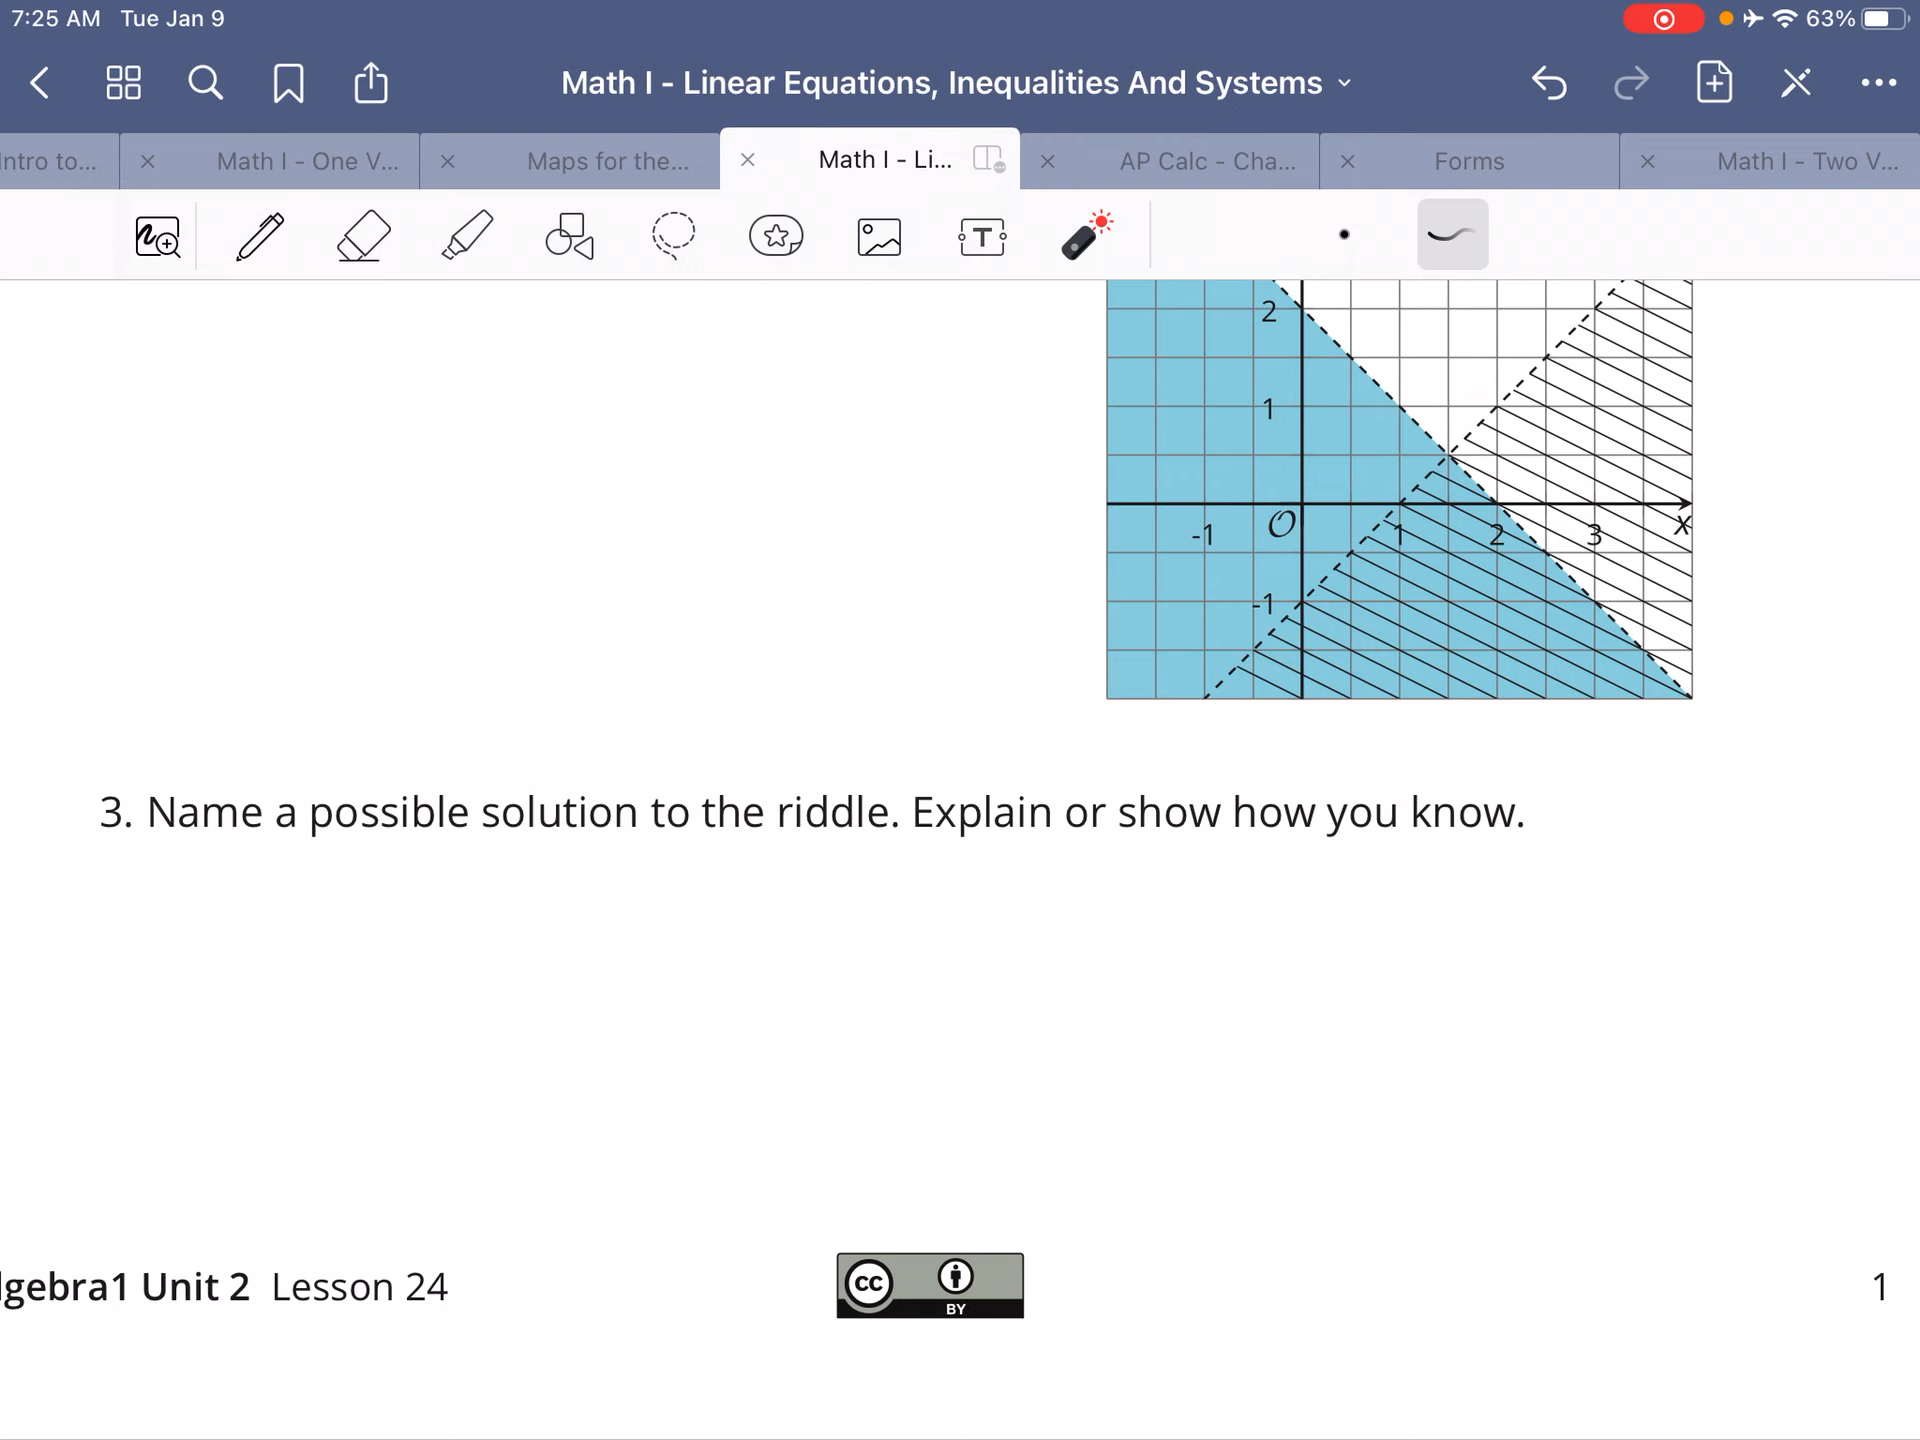 7:25 AM Tue Jan 9
63%
Math I - Linear Equations, Inequalities And Systems
Intro to...
Math I - One V...
Maps for the...
Math I - Li...
AP Calc - Cha...
Forms
Math I - Two V...
T
2
1
-1 O 1 2 3 x
-1
3. Name a possible solution to the riddle. Explain or show how you know.
lgebra1 Unit 2 Lesson 24
cc
BY
1